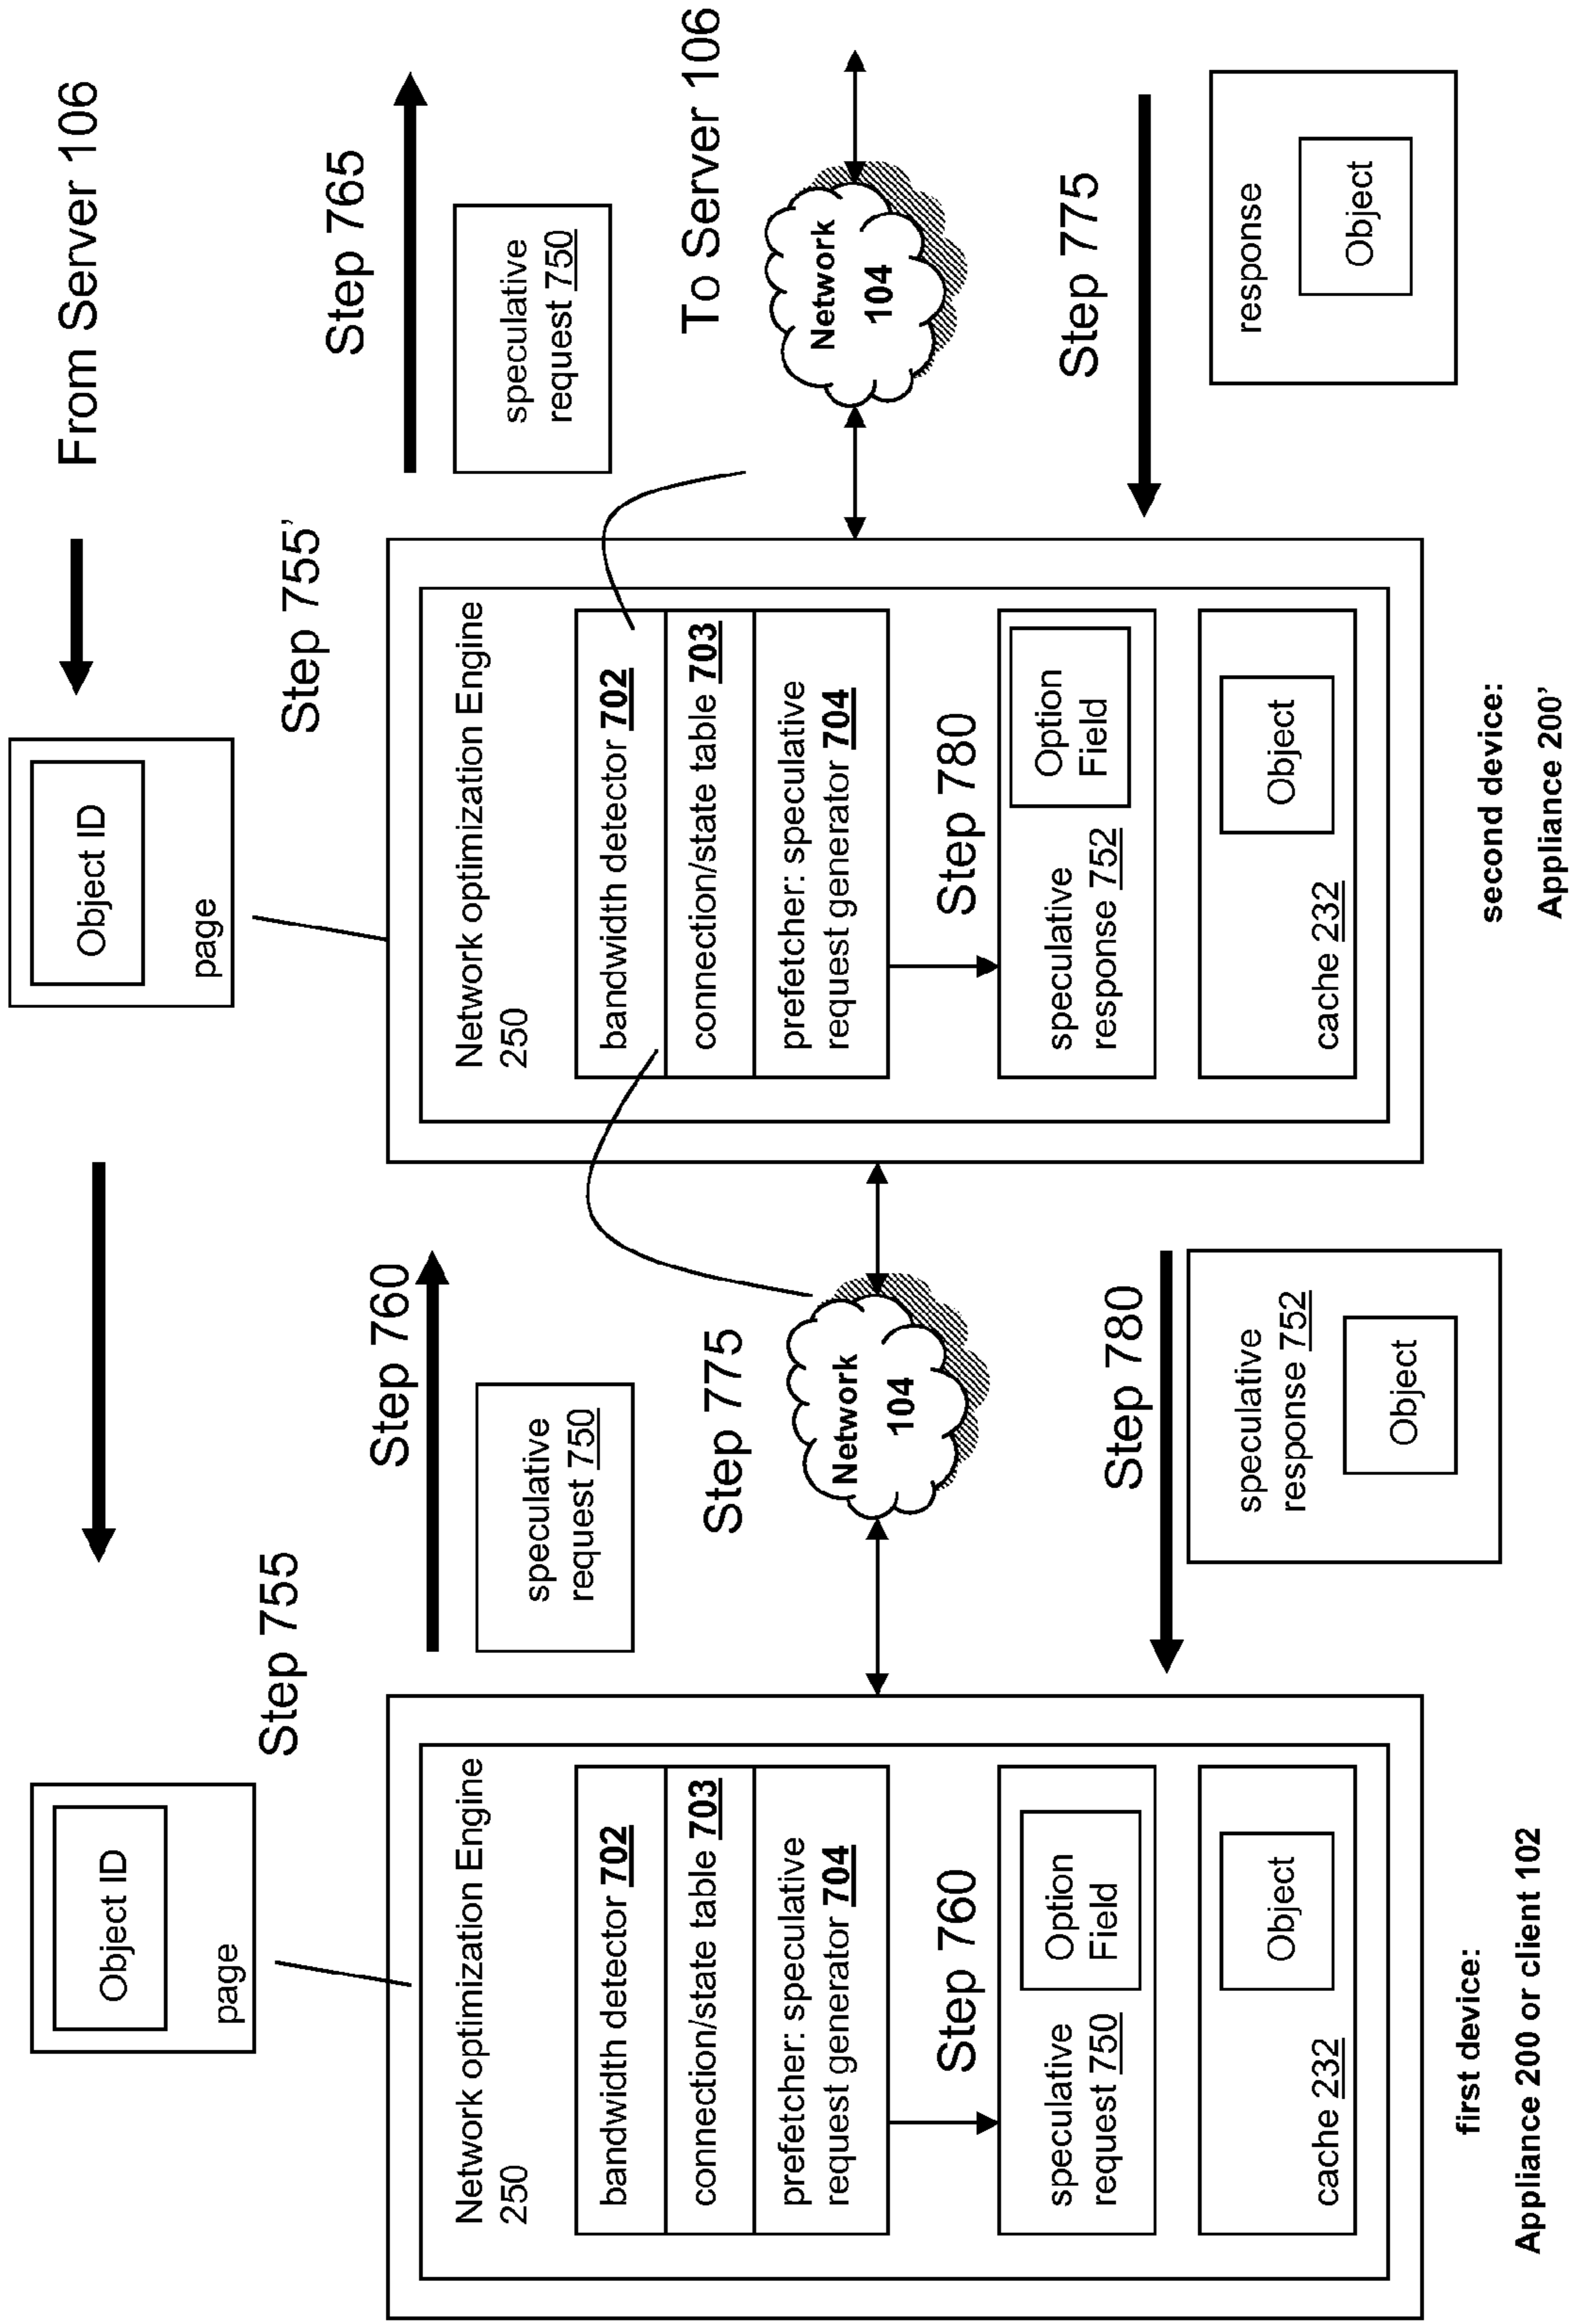 From Server 106
Object ID
page
Step 755
Object ID
page
Step 755’
Step 760
speculative
request 750
Step 765
speculative
request 750
To Server 106
Network optimization Engine
250
bandwidth detector 702
connection/state table 703
prefetcher: speculative
request generator 704
Step 760
speculative
request 750
Option
Field
cache 232
Object
first device:
Appliance 200 or client 102
Step 775
Network
104
Step 780
speculative
response 752
Object
Network optimization Engine
250
bandwidth detector 702
connection/state table 703
prefetcher: speculative
request generator 704
Step 780
speculative
response 752
Option
Field
cache 232
Object
second device:
Appliance 200’
Network
104
Step 775
response
Object